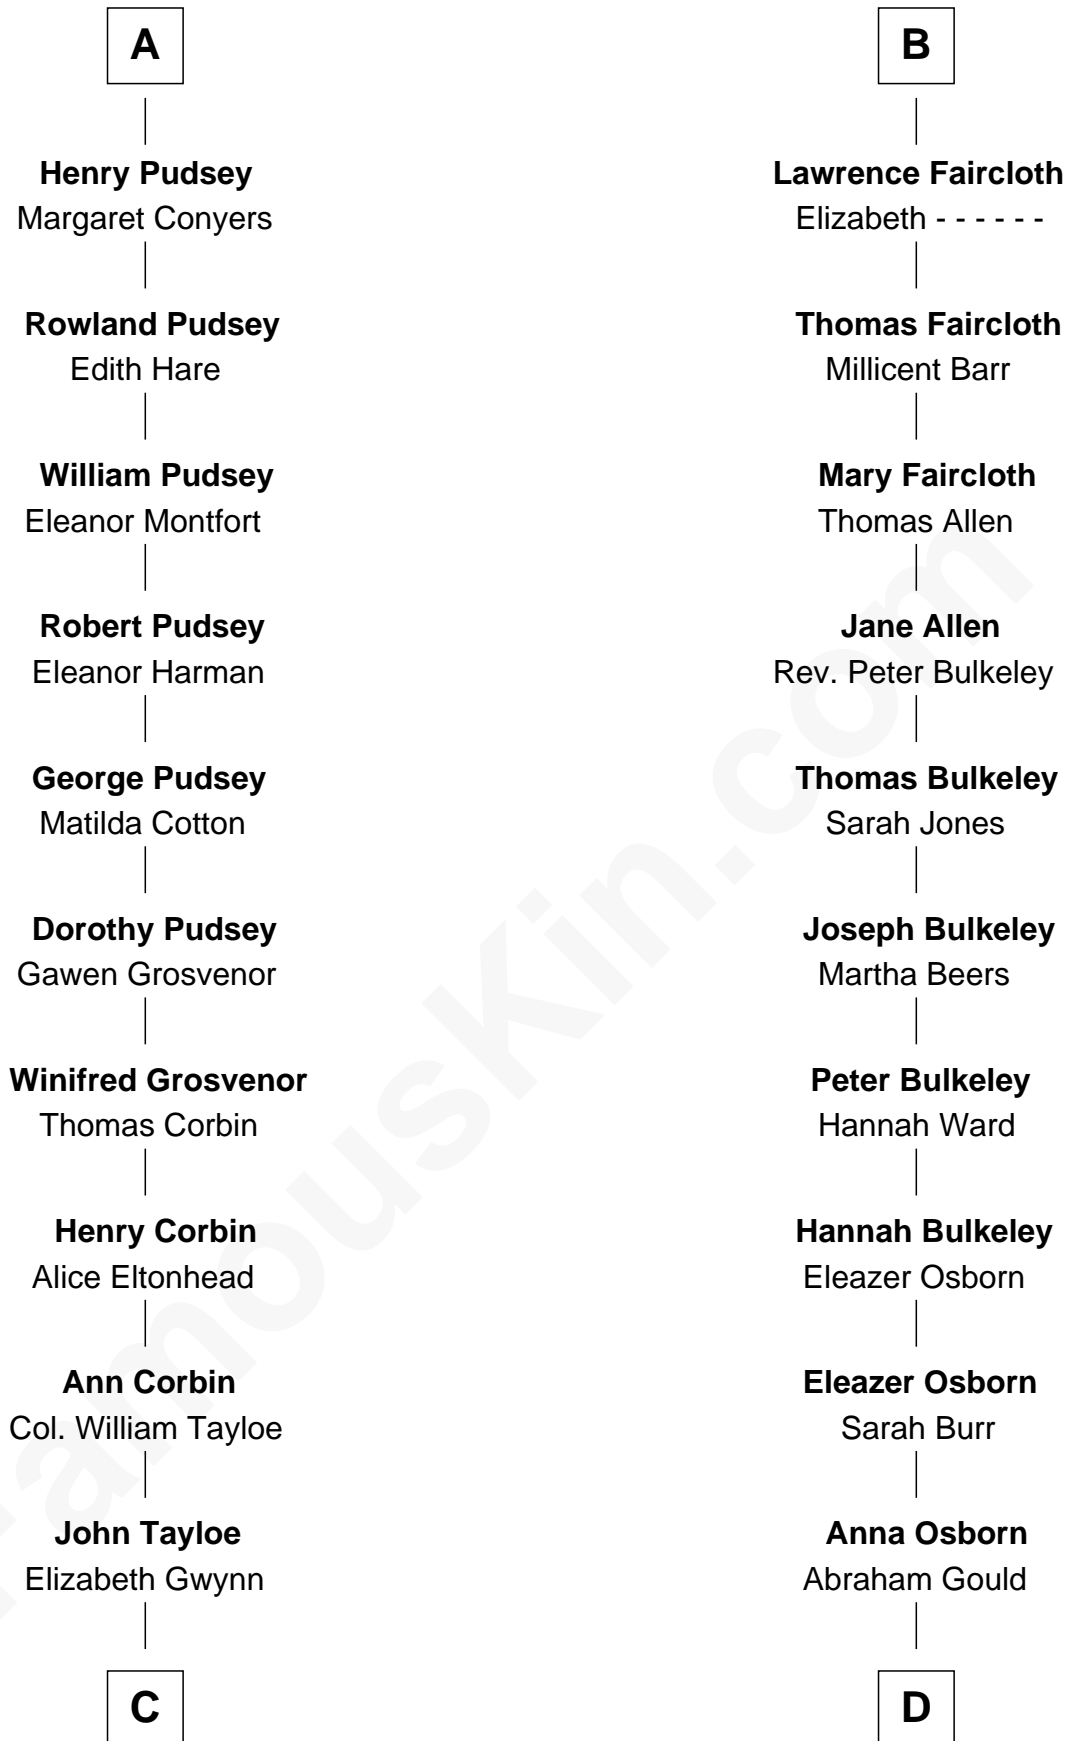 A
Henry Pudsey
Margaret Conyers
Rowland Pudsey
Edith Hare
William Pudsey
Eleanor Montfort
Robert Pudsey
Eleanor Harman
George Pudsey
Matilda Cotton
Dorothy Pudsey
Gawen Grosvenor
Winifred Grosvenor
Thomas Corbin
Henry Corbin
Alice Eltonhead
Ann Corbin
Col. William Tayloe
John Tayloe
Elizabeth Gwynn
C
B
Lawrence Faircloth
Elizabeth - - - - - -
Thomas Faircloth
Millicent Barr
Mary Faircloth
Thomas Allen
Jane Allen
Rev. Peter Bulkeley
Thomas Bulkeley
Sarah Jones
Joseph Bulkeley
Martha Beers
Peter Bulkeley
Hannah Ward
Hannah Bulkeley
Eleazer Osborn
Eleazer Osborn
Sarah Burr
Anna Osborn
Abraham Gould
D
FamousKin.com